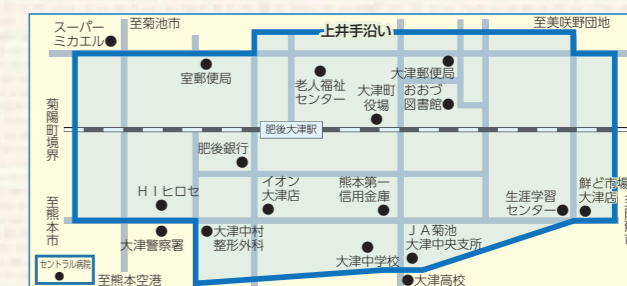 スーパー
ミカエル
至菊池市
上井手沿い
至美咲野団地
室郵便局
老人福祉
センター
大津町
役場
大津郵便局
おおづ
図書館
菊陽町境界
肥後大津駅
肥後銀行
至熊本市
HIヒロセ
イオン
大津店
熊本第一
信用金庫
生涯学習
センター
鮮ど市場
大津店
大津警察署
大津中村
整形外科
大津中学校
JA菊池
大津中央支所
セントラル病院
至熊本空港
大津高校